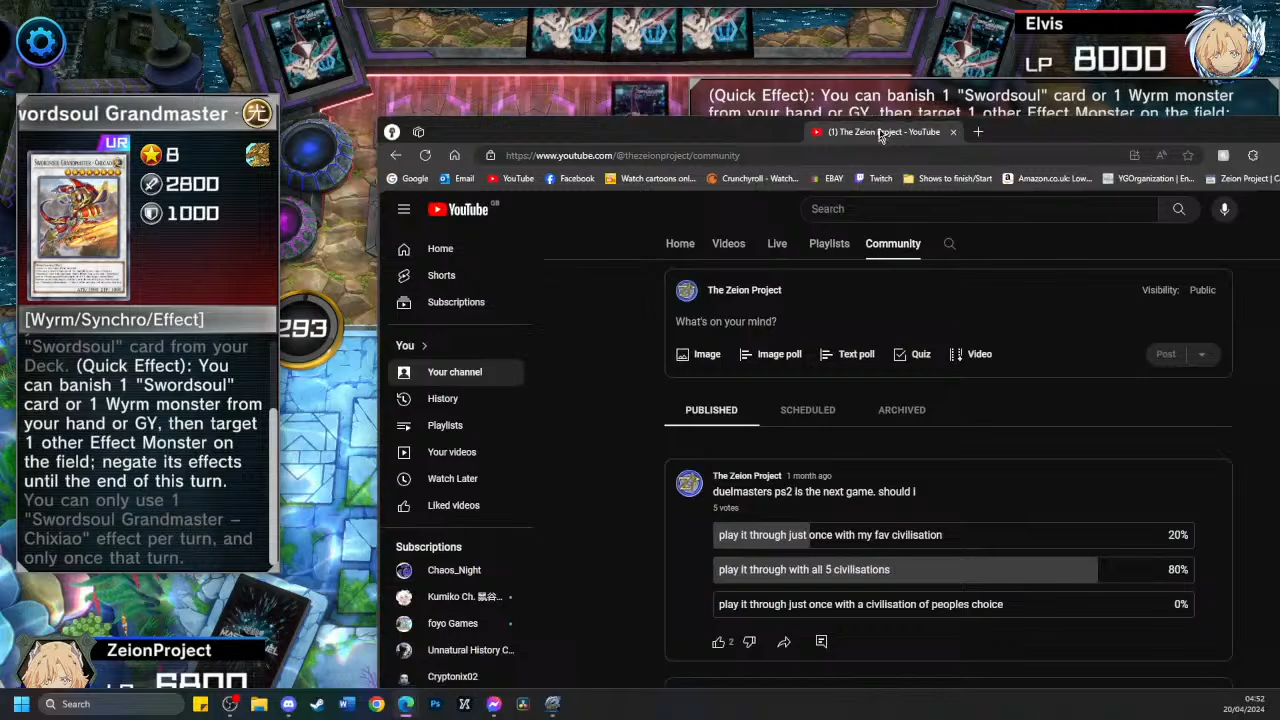 Elvis
LP 8000
wordsoul Grandmaster
光
UR
8
2800
1000
[Wyrm/Synchro/Effect]
"Swordsoul" card from your
Deck. (Quick Effect): You
can banish 1 "Swordsoul"
card or 1 Wyrm monster from
your hand or GY, then target
1 other Effect Monster on
the field; negate its effects
until the end of this turn.
You can only use 1
"Swordsoul Grandmaster –
Chixiao" effect per turn, and
only once that turn.
293
ZeionProject
LP 6800
(Quick Effect): You can banish 1 "Swordsoul" card or 1 Wyrm monster
from your hand or GY, then target 1 other Effect Monster on the field;
(1) The Zeion Project - YouTube
https://www.youtube.com/@thezeionproject/community
Google
Email
YouTube
Facebook
Watch cartoons onl...
Crunchyroll - Watch...
EBAY
Twitch
Shows to finish/Start
Amazon.co.uk: Low...
YGOrganization | En...
Zeion Project | C
YouTube GB
Search
Home
Shorts
Subscriptions
You
Your channel
History
Playlists
Your videos
Watch Later
Liked videos
Subscriptions
Chaos_Night
Kumiko Ch. 鼠谷...
foyo Games
Unnatural History C...
Cryptonix02
Home
Videos
Live
Playlists
Community
The Zeion Project
Visibility: Public
What's on your mind?
Image
Image poll
Text poll
Quiz
Video
Post
PUBLISHED
SCHEDULED
ARCHIVED
The Zeion Project 1 month ago
duelmasters ps2 is the next game. should I
5 votes
play it through just once with my fav civilisation 20%
play it through with all 5 civilisations 80%
play it through just once with a civilisation of peoples choice 0%
2
Search
04:52
20/04/2024